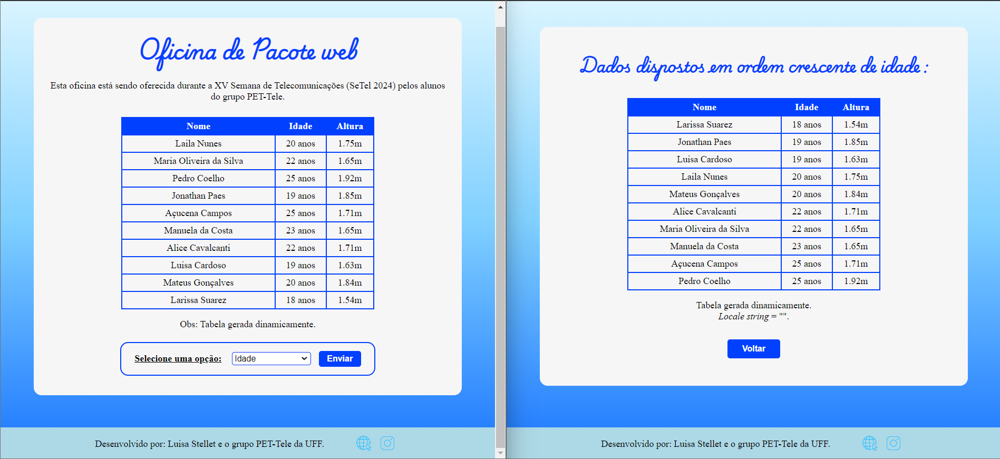 Oficina de Pacote web
Esta oficina está sendo oferecida durante a XV Semana de Telecomunicações (SeTel 2024) pelos alunos
do grupo PET-Tele.
Nome Idade Altura
Laila Nunes 20 anos 1.75m
Maria Oliveira da Silva 22 anos 1.65m
Pedro Coelho 25 anos 1.92m
Jonathan Paes 19 anos 1.85m
Açucena Campos 25 anos 1.71m
Manuela da Costa 23 anos 1.65m
Alice Cavalcanti 22 anos 1.71m
Luisa Cardoso 19 anos 1.63m
Mateus Gonçalves 20 anos 1.84m
Larissa Suarez 18 anos 1.54m
Obs: Tabela gerada dinamicamente.
Selecione uma opção: Idade Enviar
Desenvolvido por: Luisa Stellet e o grupo PET-Tele da UFF.
Dados dispostos em ordem crescente de idade :
Nome Idade Altura
Larissa Suarez 18 anos 1.54m
Jonathan Paes 19 anos 1.85m
Luisa Cardoso 19 anos 1.63m
Laila Nunes 20 anos 1.75m
Mateus Gonçalves 20 anos 1.84m
Alice Cavalcanti 22 anos 1.71m
Maria Oliveira da Silva 22 anos 1.65m
Manuela da Costa 23 anos 1.65m
Açucena Campos 25 anos 1.71m
Pedro Coelho 25 anos 1.92m
Tabela gerada dinamicamente.
Locale string = "".
Voltar
Desenvolvido por: Luisa Stellet e o grupo PET-Tele da UFF.